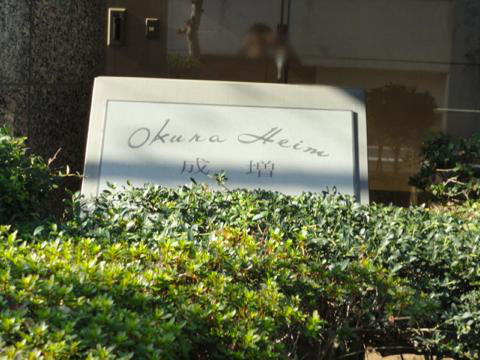 Okura Heim
成増